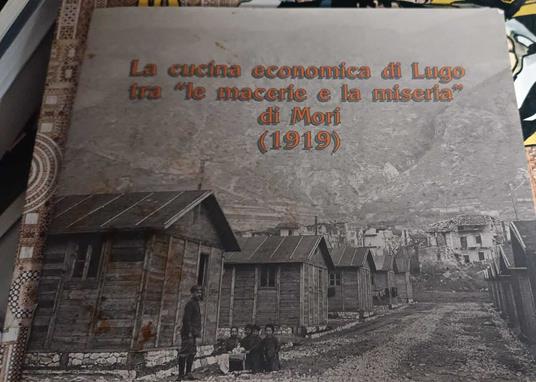 La cucina economica di Lugo
tra "le macerie e la miseria"
di Mori
(1919)